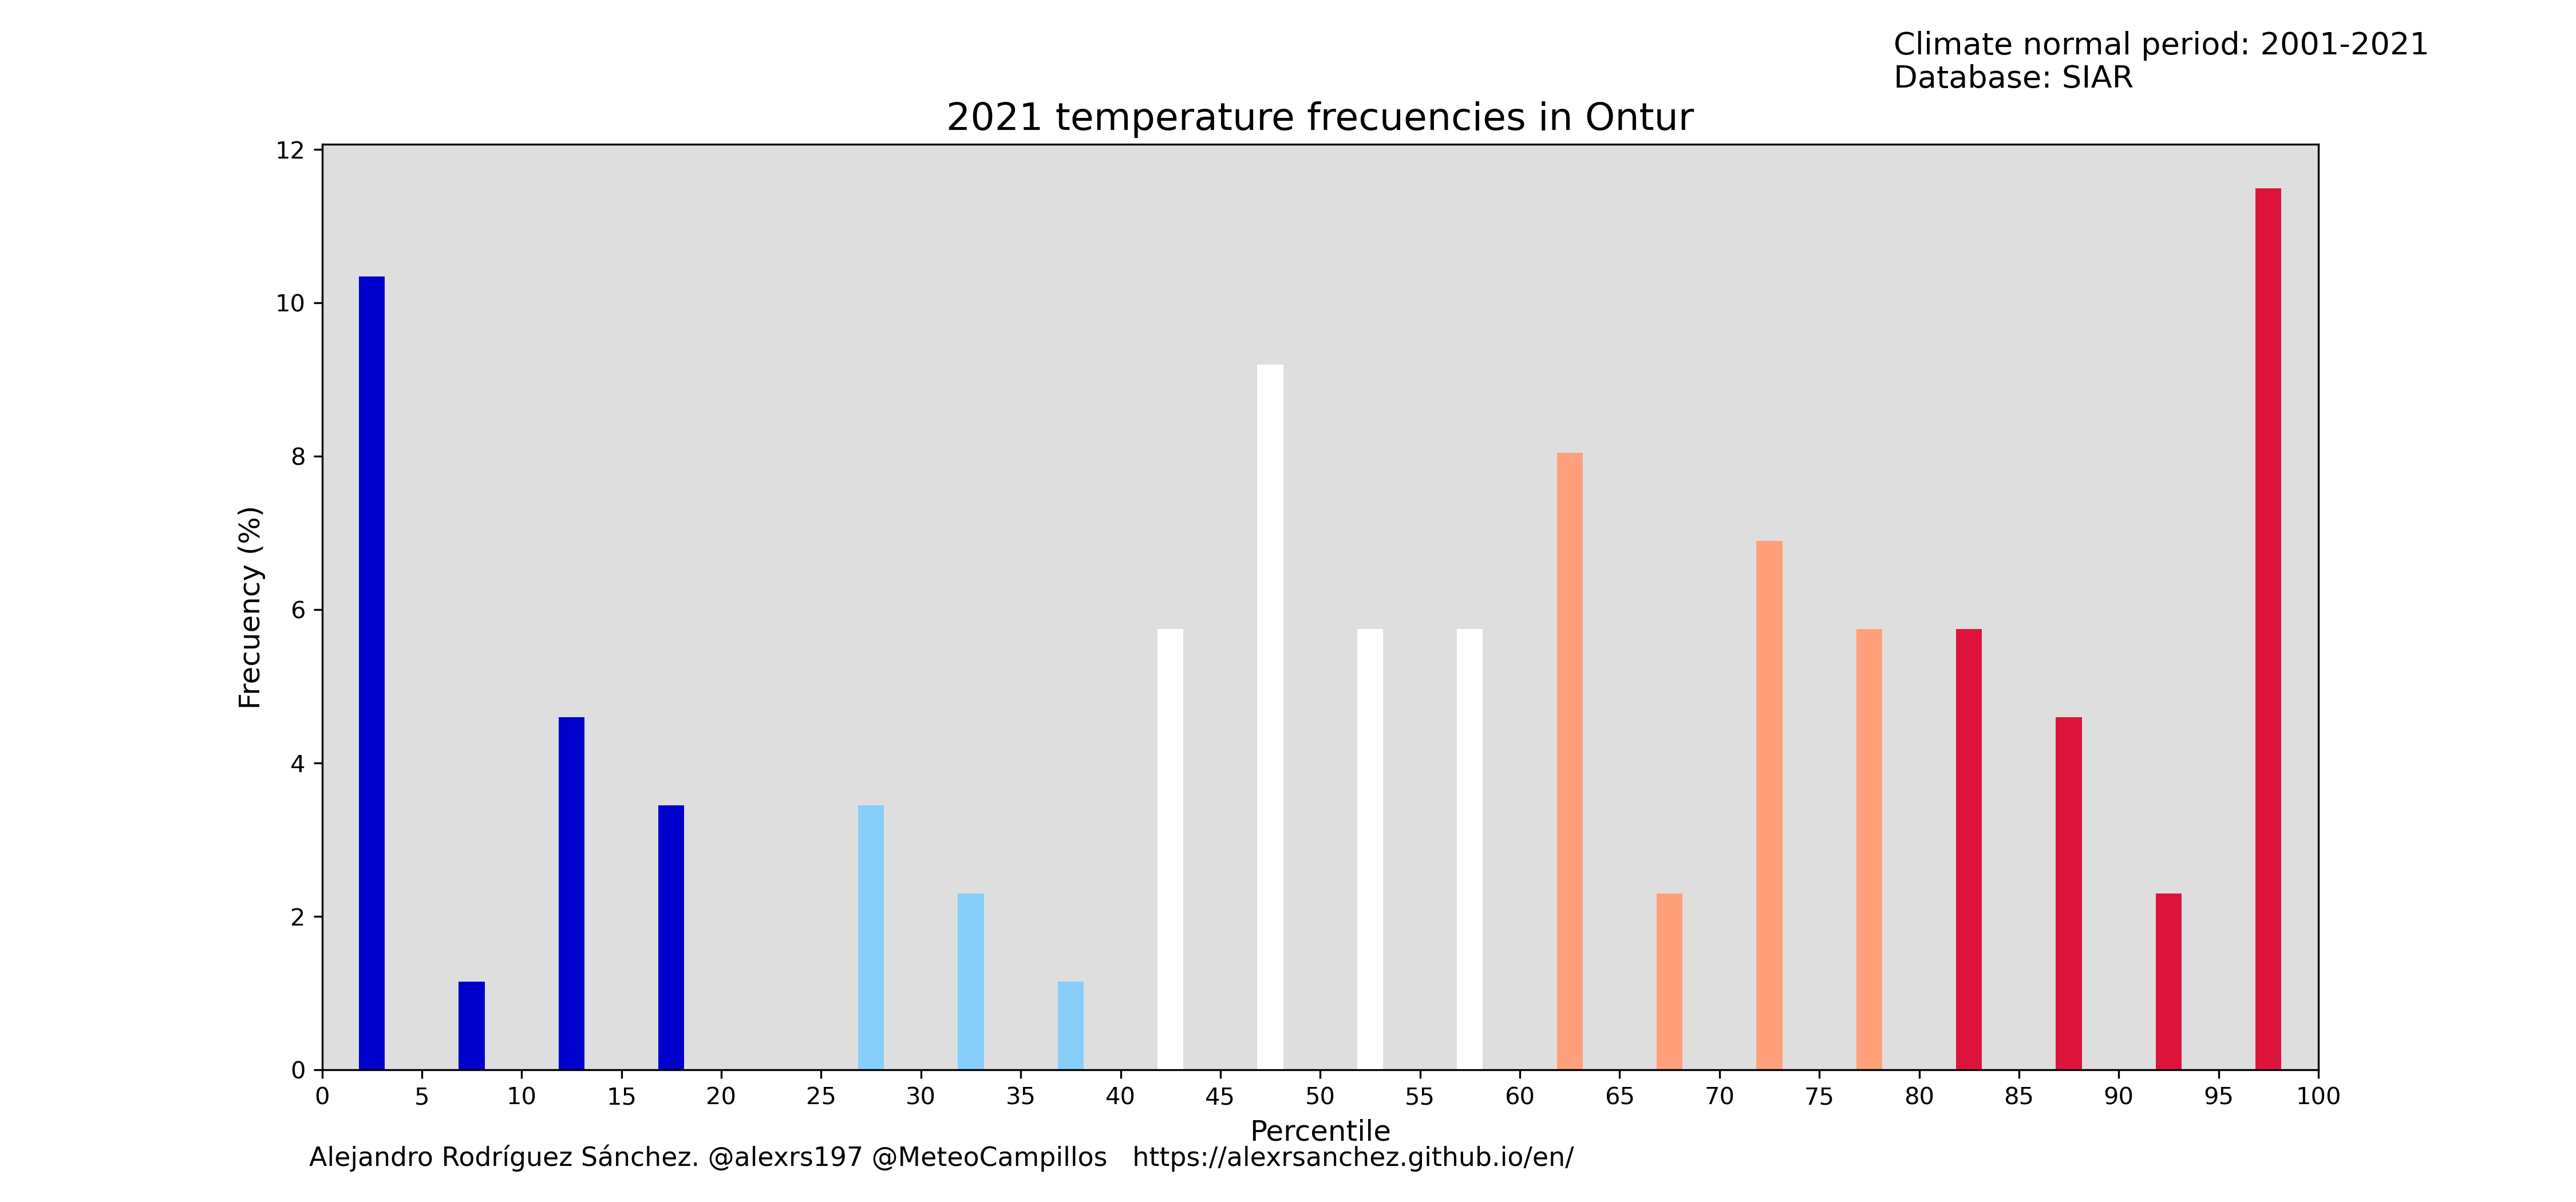 Climate normal period: 2001-2021
Database: SIAR
2021 temperature frecuencies in Ontur
12
10
8
6
4
2
0
Frecuency (%)
0 5 10 15 20 25 30 35 40 45 50 55 60 65 70 75 80 85 90 95 100
Percentile
Alejandro Rodríguez Sánchez. @alexrs197 @MeteoCampillos https://alexrsanchez.github.io/en/